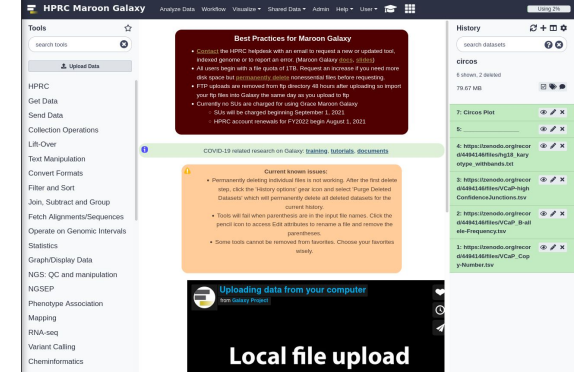 HPRC Maroon Galaxy
Analyze Data Workflow Visualize Shared Data Admin Help User
Using 2%
Tools
search tools
Upload Data
HPRC
Get Data
Send Data
Collection Operations
Lift-Over
Text Manipulation
Convert Formats
Filter and Sort
Join, Subtract and Group
Fetch Alignments/Sequences
Operate on Genomic Intervals
Statistics
Graph/Display Data
NGS: QC and manipulation
NGSEP
Phenotype Association
Mapping
RNA-seq
Variant Calling
Cheminformatics
Best Practices for Maroon Galaxy
• Contact the HPRC helpdesk with an email to request a new or updated tool,
indexed genome or to report an error. (Maroon Galaxy docs, slides)
• All users begin with a file quota of 1TB. Request an increase if you need more
disk space but permanently delete nonessential files before requesting.
• FTP uploads are removed from ftp directory 48 hours after uploading so import
your ftp files into Galaxy the same day as you upload to ftp
• Currently no SUs are charged for using Grace Maroon Galaxy
◦ SUs will be charged beginning September 1, 2021
◦ HPRC account renewals for FY2022 begin August 1, 2021
COVID-19 related research on Galaxy: training, tutorials, documents
Current known issues:
• Permanently deleting individual files is not working. After the first delete
step, click the 'History options' gear icon and select 'Purge Deleted
Datasets' which will permanently delete all deleted datasets for the
current history.
• Tools will fail when parenthesis are in the input file names. Click the
pencil icon to access Edit attributes to rename a file and remove the
parentheses.
• Some tools cannot be removed from favorites. Choose your favorites
wisely.
Uploading data from your computer
from Galaxy Project
Local file upload
History
search datasets
circos
6 shown, 2 deleted
79.67 MB
7: Circos Plot
5: ________________
4: https://zenodo.org/recor
d/4494146/files/hg18_kary
otype_withbands.txt
3: https://zenodo.org/recor
d/4494146/files/VCaP-high
ConfidenceJunctions.tsv
2: https://zenodo.org/recor
d/4494146/files/VCaP_B-all
ele-Frequency.tsv
1: https://zenodo.org/recor
d/4494146/files/VCaP_Cop
y-Number.tsv